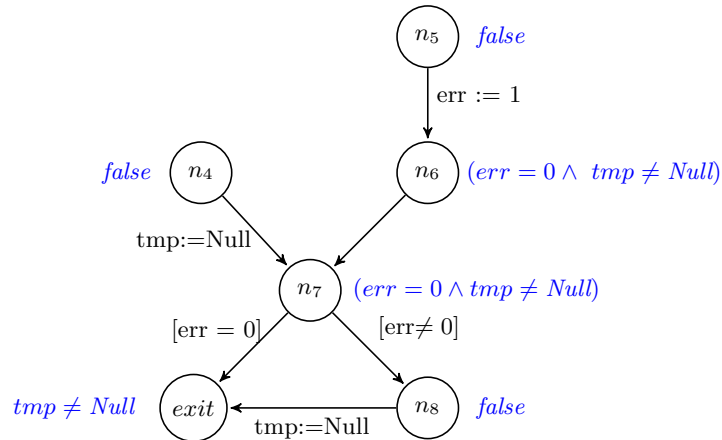 n₅ false
err := 1
false n₄ n₆ (err = 0 ∧ tmp ≠ Null)
tmp:=Null
n₇ (err = 0 ∧ tmp ≠ Null)
[err = 0] [err≠ 0]
tmp ≠ Null exit n₈ false
tmp:=Null